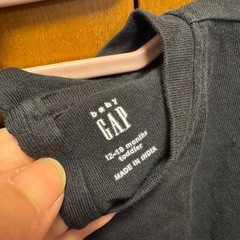 baby
GAP
12-18 months
toddler
MADE IN INDIA